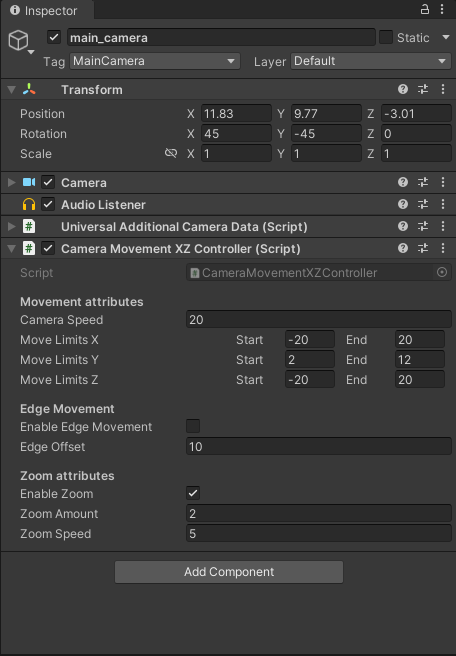 Inspector
main_camera Static
Tag MainCamera Layer Default
Transform
Position X 11.83 Y 9.77 Z -3.01
Rotation X 45 Y -45 Z 0
Scale X 1 Y 1 Z 1
Camera
Audio Listener
# Universal Additional Camera Data (Script)
# Camera Movement XZ Controller (Script)
Script # CameraMovementXZController
Movement attributes
Camera Speed 20
Move Limits X Start -20 End 20
Move Limits Y Start 2 End 12
Move Limits Z Start -20 End 20
Edge Movement
Enable Edge Movement
Edge Offset 10
Zoom attributes
Enable Zoom
Zoom Amount 2
Zoom Speed 5
Add Component